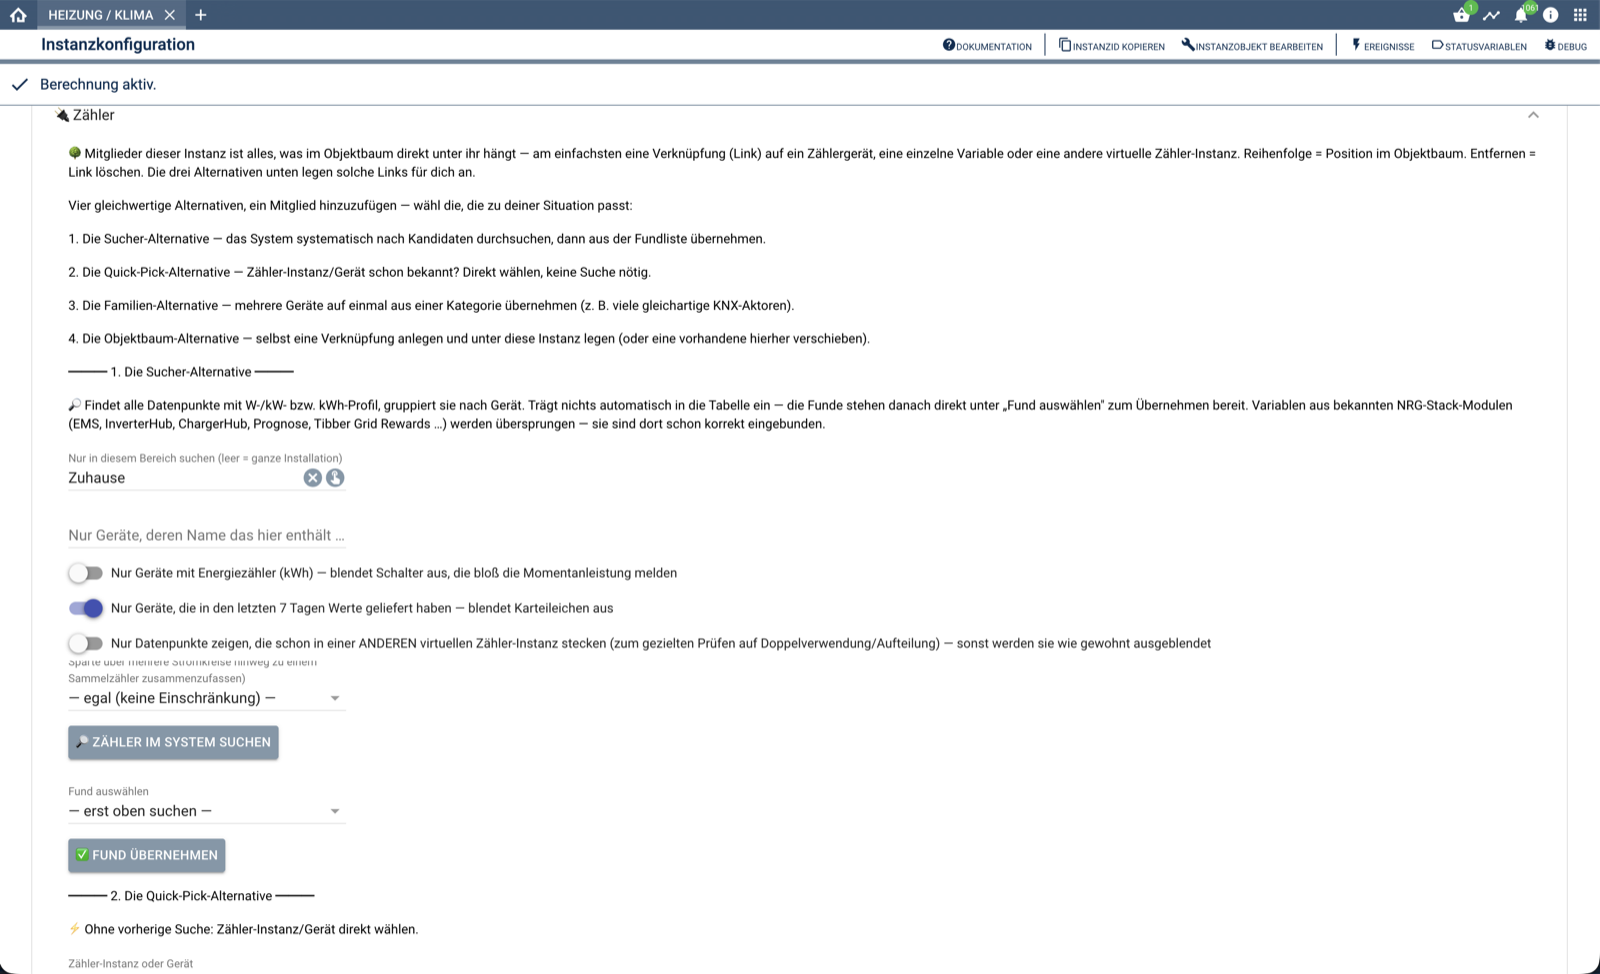 HEIZUNG / KLIMA
1
1061
Instanzkonfiguration
DOKUMENTATION
INSTANZID KOPIEREN
INSTANZOBJEKT BEARBEITEN
EREIGNISSE
STATUSVARIABLEN
DEBUG
Berechnung aktiv.
Zähler
Mitglieder dieser Instanz ist alles, was im Objektbaum direkt unter ihr hängt — am einfachsten eine Verknüpfung (Link) auf ein Zählergerät, eine einzelne Variable oder eine andere virtuelle Zähler-Instanz. Reihenfolge = Position im Objektbaum. Entfernen =
Link löschen. Die drei Alternativen unten legen solche Links für dich an.
Vier gleichwertige Alternativen, ein Mitglied hinzuzufügen — wähl die, die zu deiner Situation passt:
1. Die Sucher-Alternative — das System systematisch nach Kandidaten durchsuchen, dann aus der Fundliste übernehmen.
2. Die Quick-Pick-Alternative — Zähler-Instanz/Gerät schon bekannt? Direkt wählen, keine Suche nötig.
3. Die Familien-Alternative — mehrere Geräte auf einmal aus einer Kategorie übernehmen (z. B. viele gleichartige KNX-Aktoren).
4. Die Objektbaum-Alternative — selbst eine Verknüpfung anlegen und unter diese Instanz legen (oder eine vorhandene hierher verschieben).
——— 1. Die Sucher-Alternative ———
Findet alle Datenpunkte mit W-/kW- bzw. kWh-Profil, gruppiert sie nach Gerät. Trägt nichts automatisch in die Tabelle ein — die Funde stehen danach direkt unter „Fund auswählen" zum Übernehmen bereit. Variablen aus bekannten NRG-Stack-Modulen
(EMS, InverterHub, ChargerHub, Prognose, Tibber Grid Rewards …) werden übersprungen — sie sind dort schon korrekt eingebunden.
Nur in diesem Bereich suchen (leer = ganze Installation)
Zuhause
Nur Geräte, deren Name das hier enthält …
Nur Geräte mit Energiezähler (kWh) — blendet Schalter aus, die bloß die Momentanleistung melden
Nur Geräte, die in den letzten 7 Tagen Werte geliefert haben — blendet Karteileichen aus
Nur Datenpunkte zeigen, die schon in einer ANDEREN virtuellen Zähler-Instanz stecken (zum gezielten Prüfen auf Doppelverwendung/Aufteilung) — sonst werden sie wie gewohnt ausgeblendet
Sparte über mehrere Stromkreise hinweg zu einem
Sammelzähler zusammenzufassen)
— egal (keine Einschränkung) —
ZÄHLER IM SYSTEM SUCHEN
Fund auswählen
— erst oben suchen —
FUND ÜBERNEHMEN
——— 2. Die Quick-Pick-Alternative ———
Ohne vorherige Suche: Zähler-Instanz/Gerät direkt wählen.
Zähler-Instanz oder Gerät